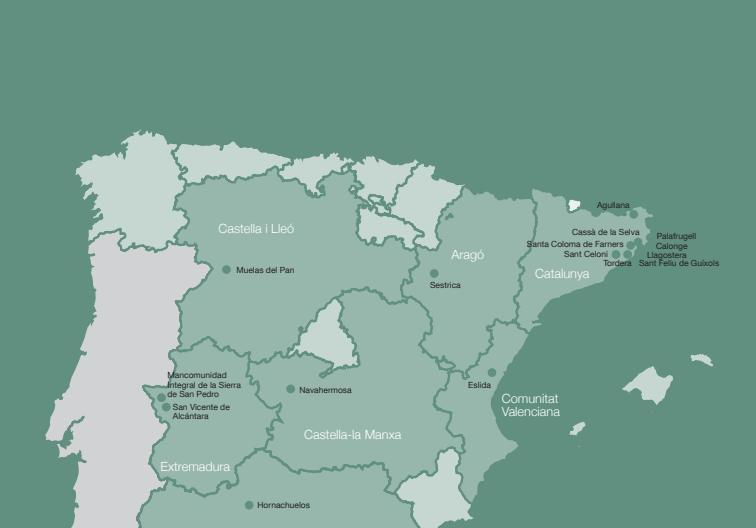 Agullana
Castella i Lleó
Cassà de la Selva
Palafrugell
Santa Coloma de Farners
Calonge
Aragó
Sant Celoni
Llagostera
Tordera
Sant Feliu de Guíxols
Muelas del Pan
Catalunya
Sestrica
Mancomunidad
Integral de la Sierra
de San Pedro
Eslida
Navahermosa
Comunitat
Valenciana
San Vicente de
Alcántara
Castella-la Manxa
Extremadura
Hornachuelos